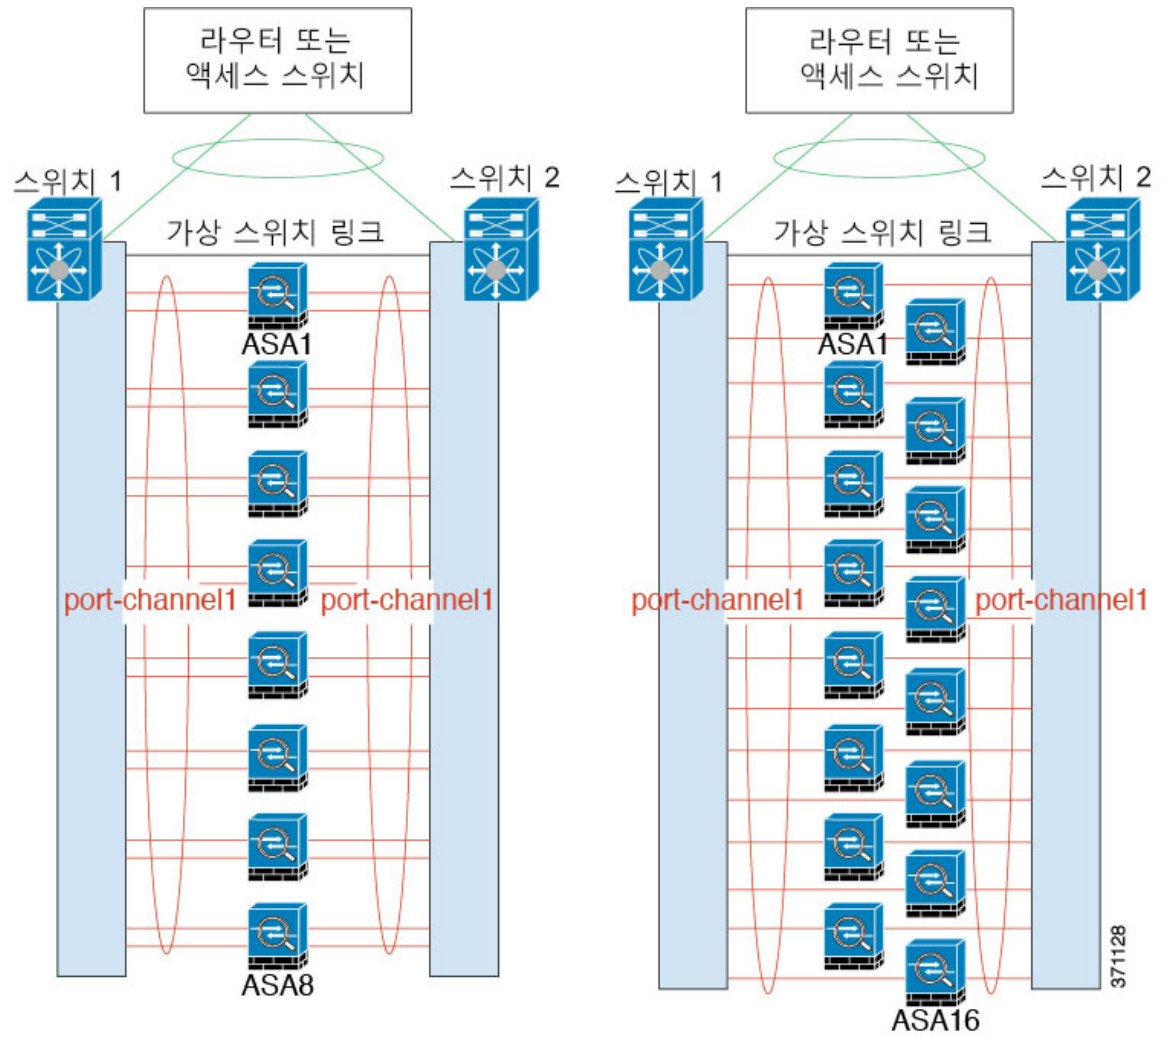 라우터 또는
액세스 스위치
스위치 1
스위치 2
가상 스위치 링크
ASA1
port-channel1
port-channel1
ASA8
라우터 또는
액세스 스위치
스위치 1
스위치 2
가상 스위치 링크
ASA1
port-channel1
port-channel1
ASA16
371128